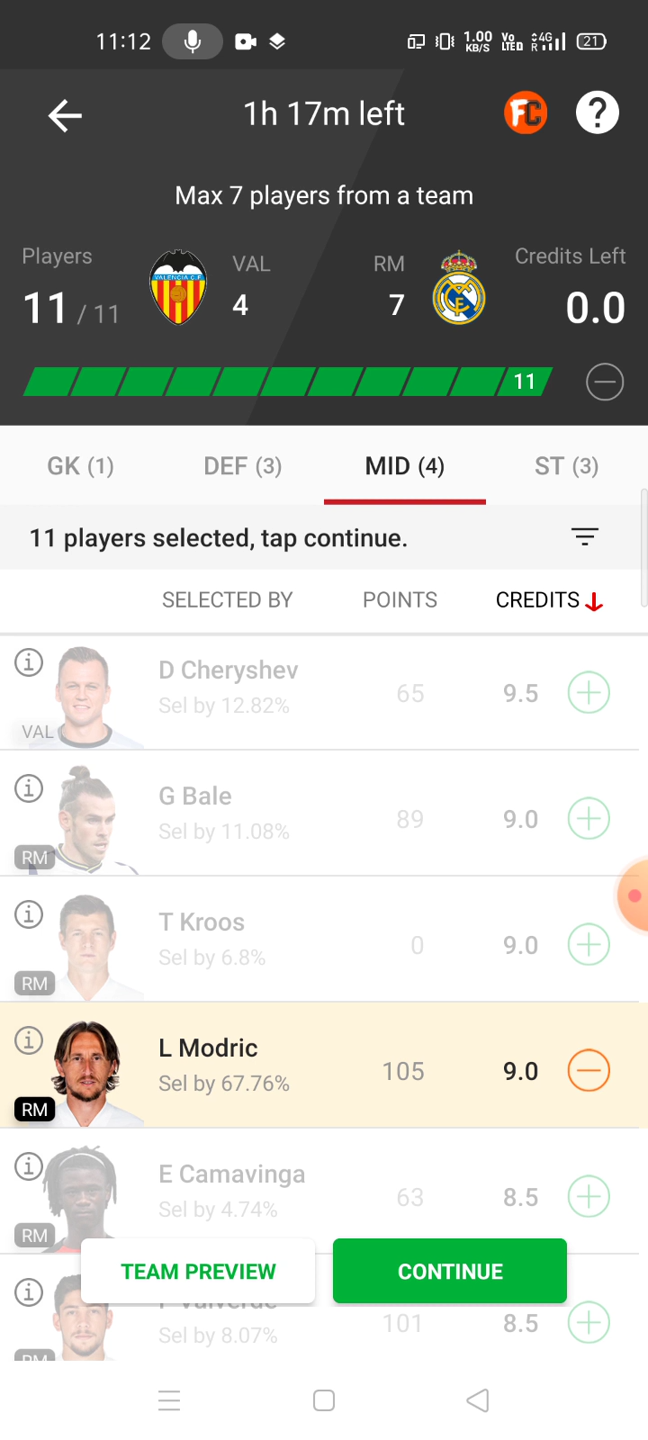 11:12 1.00 KB/S Vo LTED 4G R 21
1h 17m left FC ?
Max 7 players from a team
Players VAL RM Credits Left
11 / 11 VALENCIA C.F 4 7 0.0
11
GK (1) DEF (3) MID (4) ST (3)
11 players selected, tap continue.
SELECTED BY POINTS CREDITS
D Cheryshev
Sel by 12.82% 65 9.5
VAL
G Bale
Sel by 11.08% 89 9.0
RM
T Kroos
Sel by 6.8% 0 9.0
RM
L Modric
Sel by 67.76% 105 9.0
RM
E Camavinga
Sel by 4.74% 63 8.5
RM
TEAM PREVIEW CONTINUE
Sel by 8.07% 101 8.5
RM